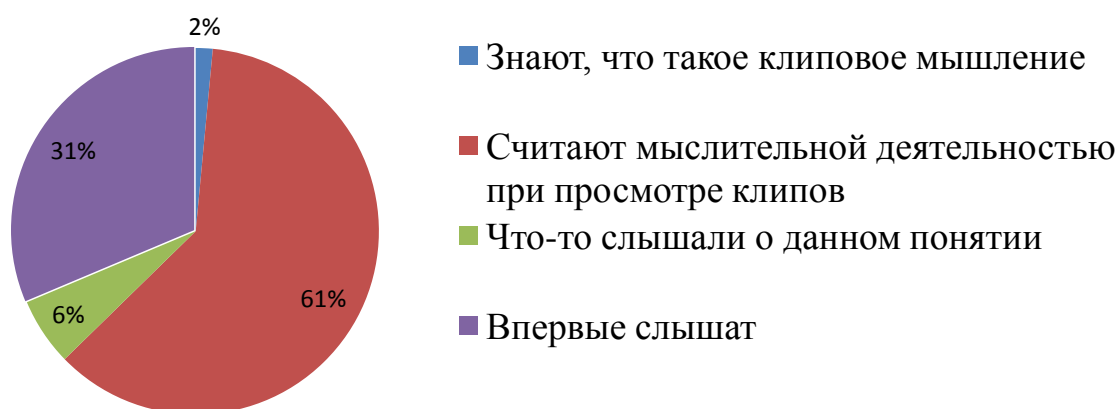 2%
31%
6%
61%
Знают, что такое клиповое мышление
Считают мыслительной деятельностью
при просмотре клипов
Что-то слышали о данном понятии
Впервые слышат